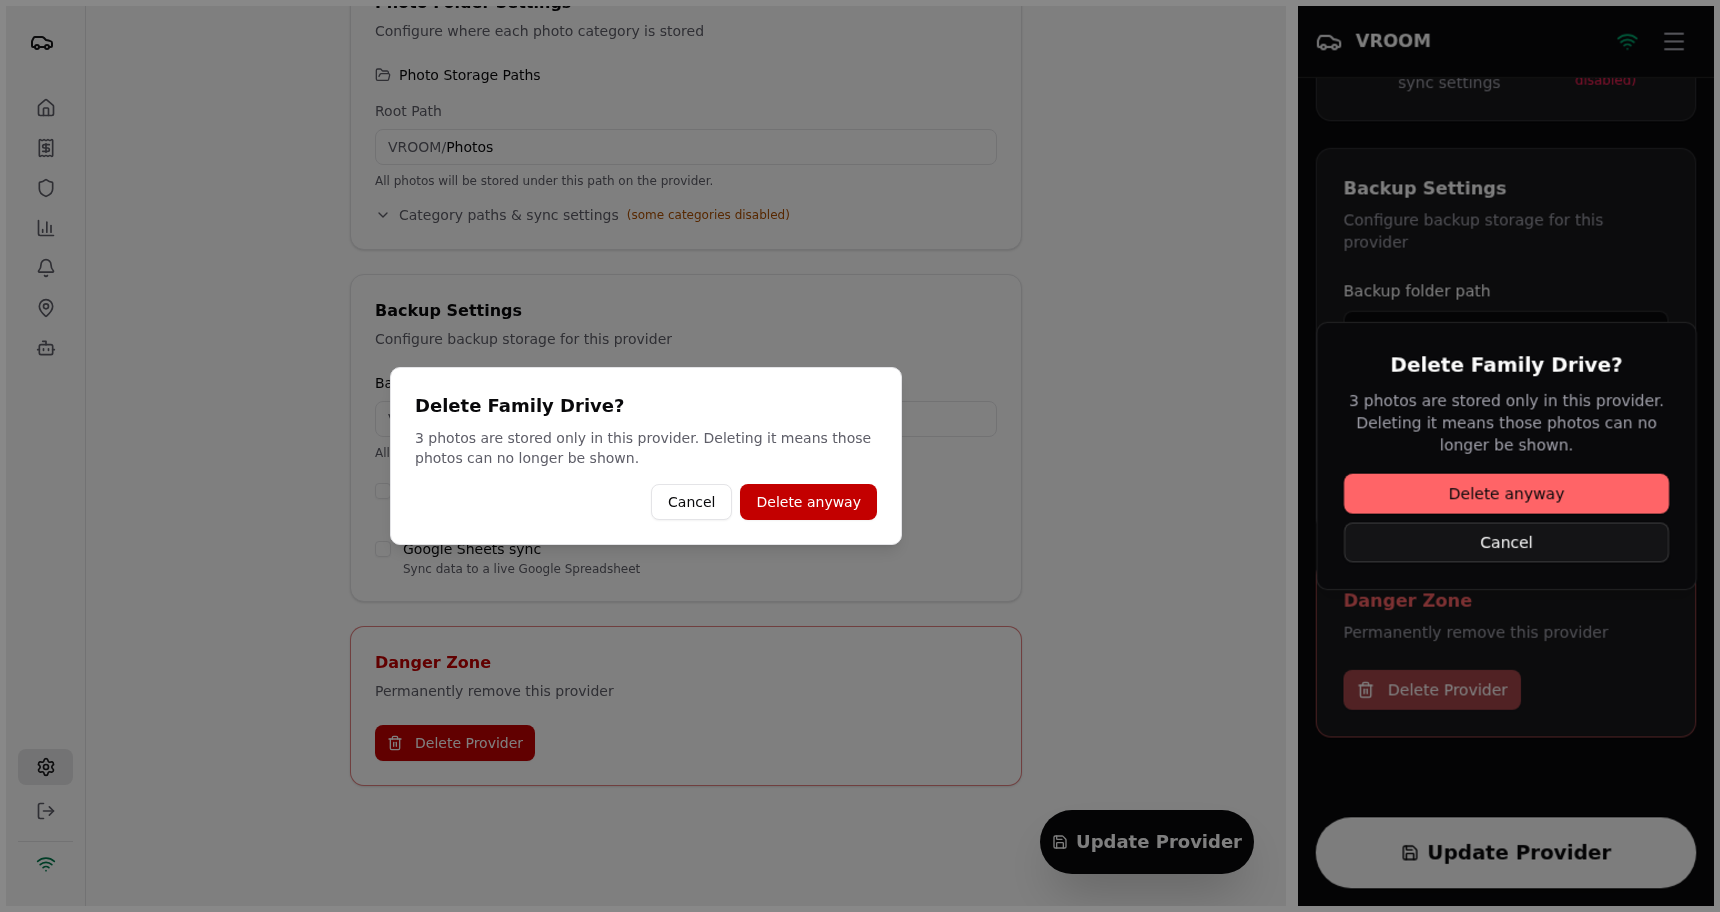 Photo Folder Settings
Configure where each photo category is stored
Photo Storage Paths
Root Path
VROOM/Photos
All photos will be stored under this path on the provider.
Category paths & sync settings (some categories disabled)
Backup Settings
Configure backup storage for this provider
Ba
Delete Family Drive?
3 photos are stored only in this provider. Deleting it means those
photos can no longer be shown.
Cancel
Delete anyway
All
Google Sheets sync
Sync data to a live Google Spreadsheet
Danger Zone
Permanently remove this provider
Delete Provider
Update Provider
VROOM
sync settings
disabled)
Backup Settings
Configure backup storage for this
provider
Backup folder path
Delete Family Drive?
3 photos are stored only in this provider.
Deleting it means those photos can no
longer be shown.
Delete anyway
Cancel
Danger Zone
Permanently remove this provider
Delete Provider
Update Provider